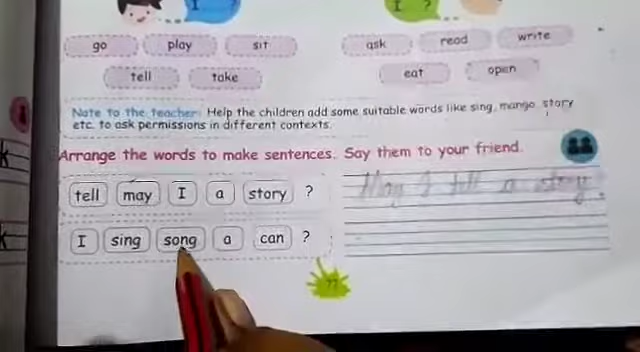 I ?
I ?
go play sit
ask read write
tell take
eat open
Note to the teacher: Help the children add some suitable words like sing, mango, story
etc. to ask permissions in different contexts.
Arrange the words to make sentences. Say them to your friend.
tell may I a story ?
May I tell a story
I sing song a can ?
77